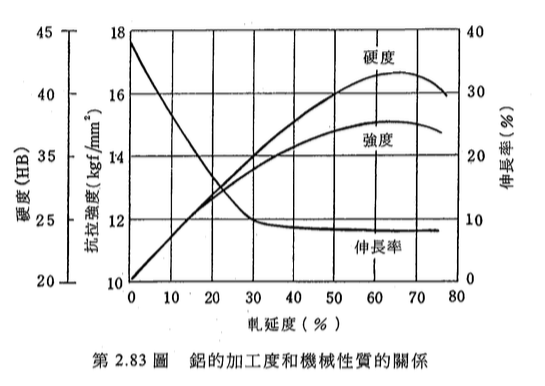 45
40
35
25
20
硬度(HB)
18
16
14
12
10
抗拉強度(kgf/mm²)
40
30
20
10
0
伸長率(%)
硬度
強度
伸長率
0 10 20 30 40 50 60 70 80
軋延度(%)
第 2.83 圖 鋁的加工度和機械性質的關係